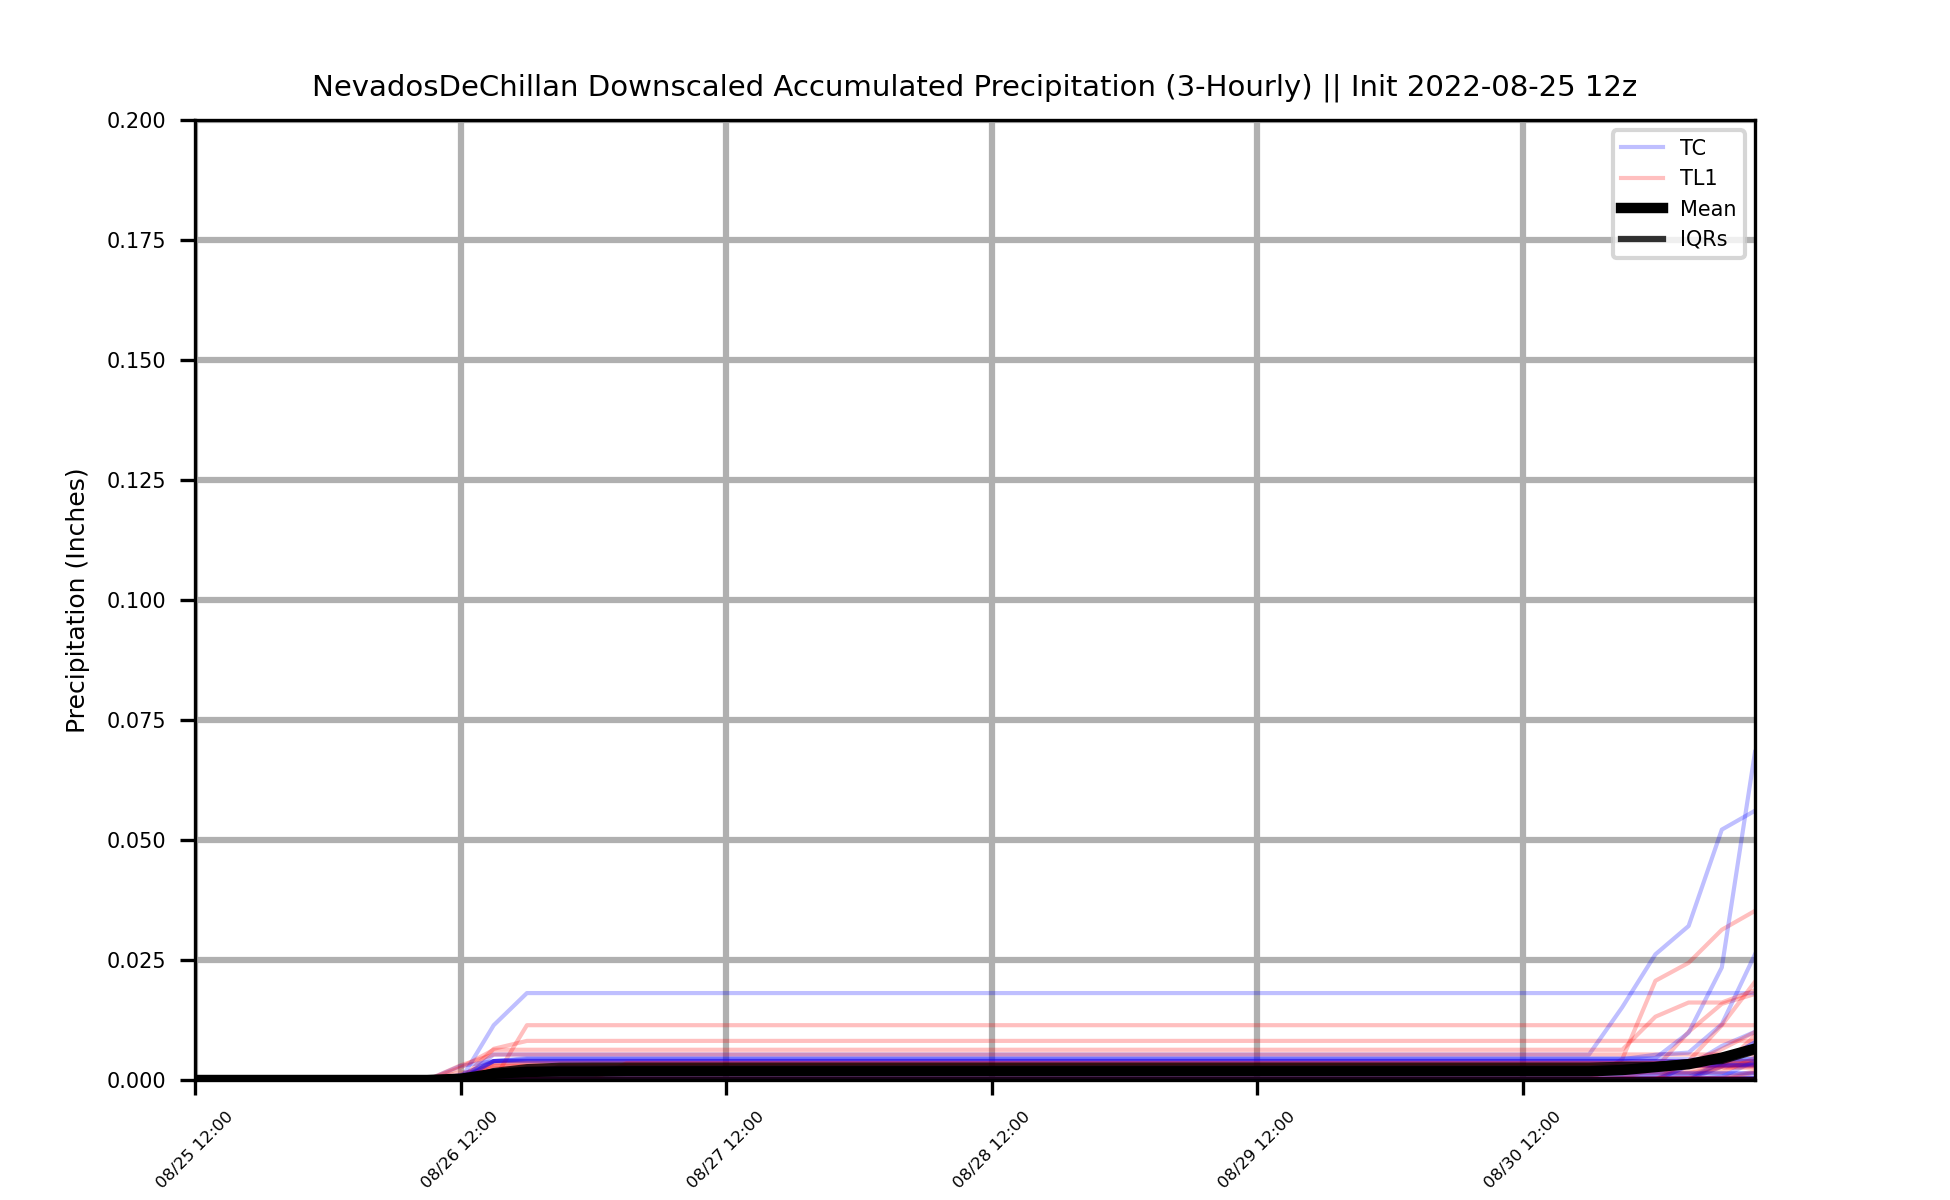 NevadosDeChillan Downscaled Accumulated Precipitation (3-Hourly) || Init 2022-08-25 12z
0.200
0.175
0.150
0.125
0.100
0.075
0.050
0.025
0.000
Precipitation (Inches)
TC
TL1
Mean
IQRs
08/25 12:00
08/26 12:00
08/27 12:00
08/28 12:00
08/29 12:00
08/30 12:00